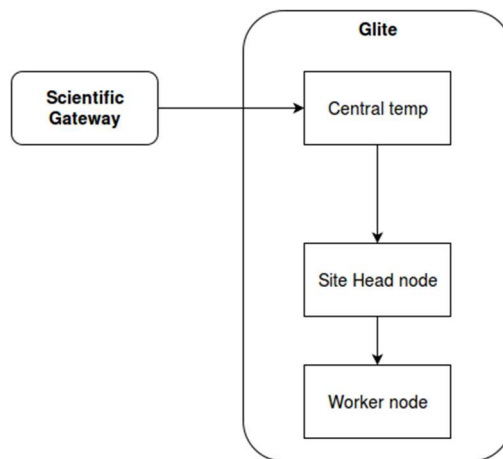 Glite
Scientific
Gateway
Central temp
Site Head node
Worker node